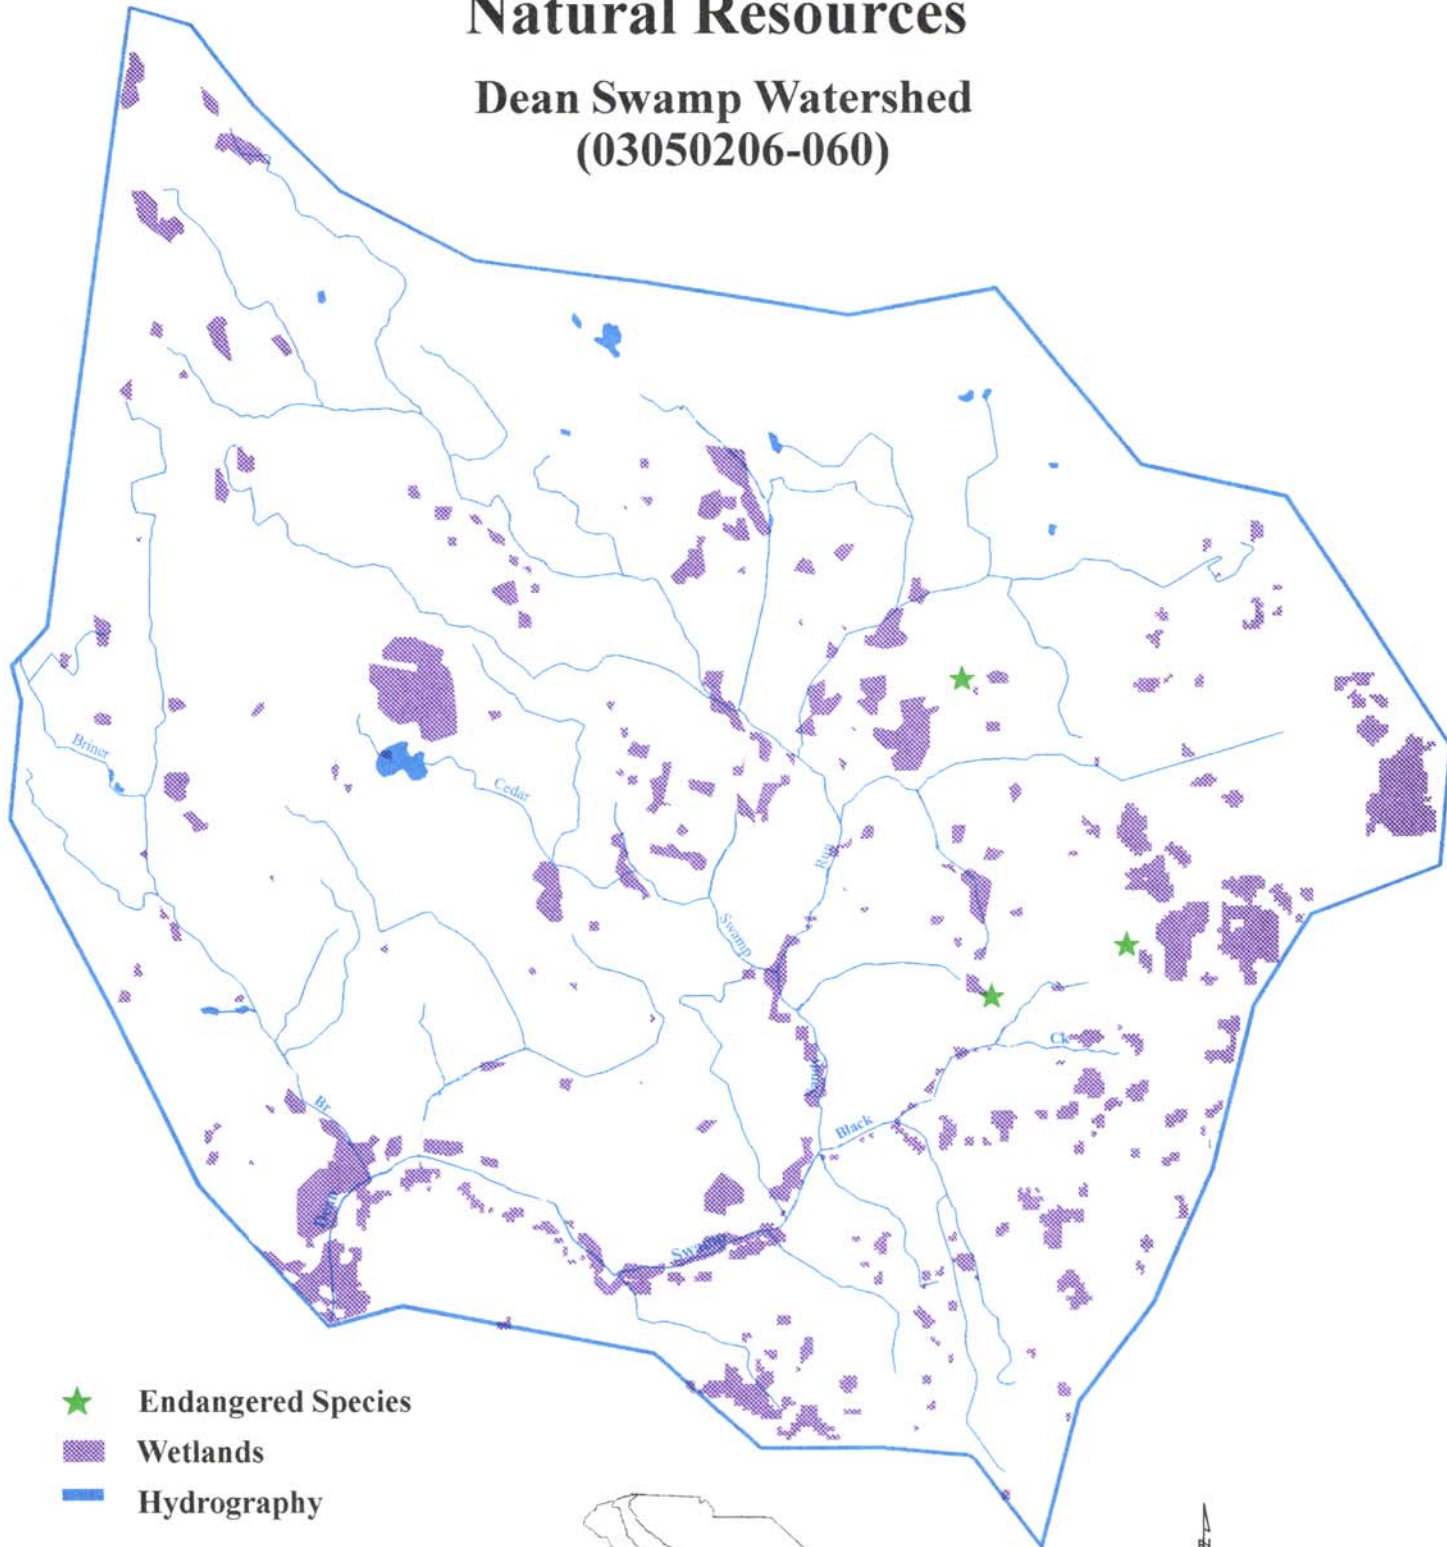 Natural Resources
Dean Swamp Watershed
(03050206-060)
Briner
Cedar
Run
Swamp
Ck
Black
Br
Swamp
Endangered Species
Wetlands
Hydrography